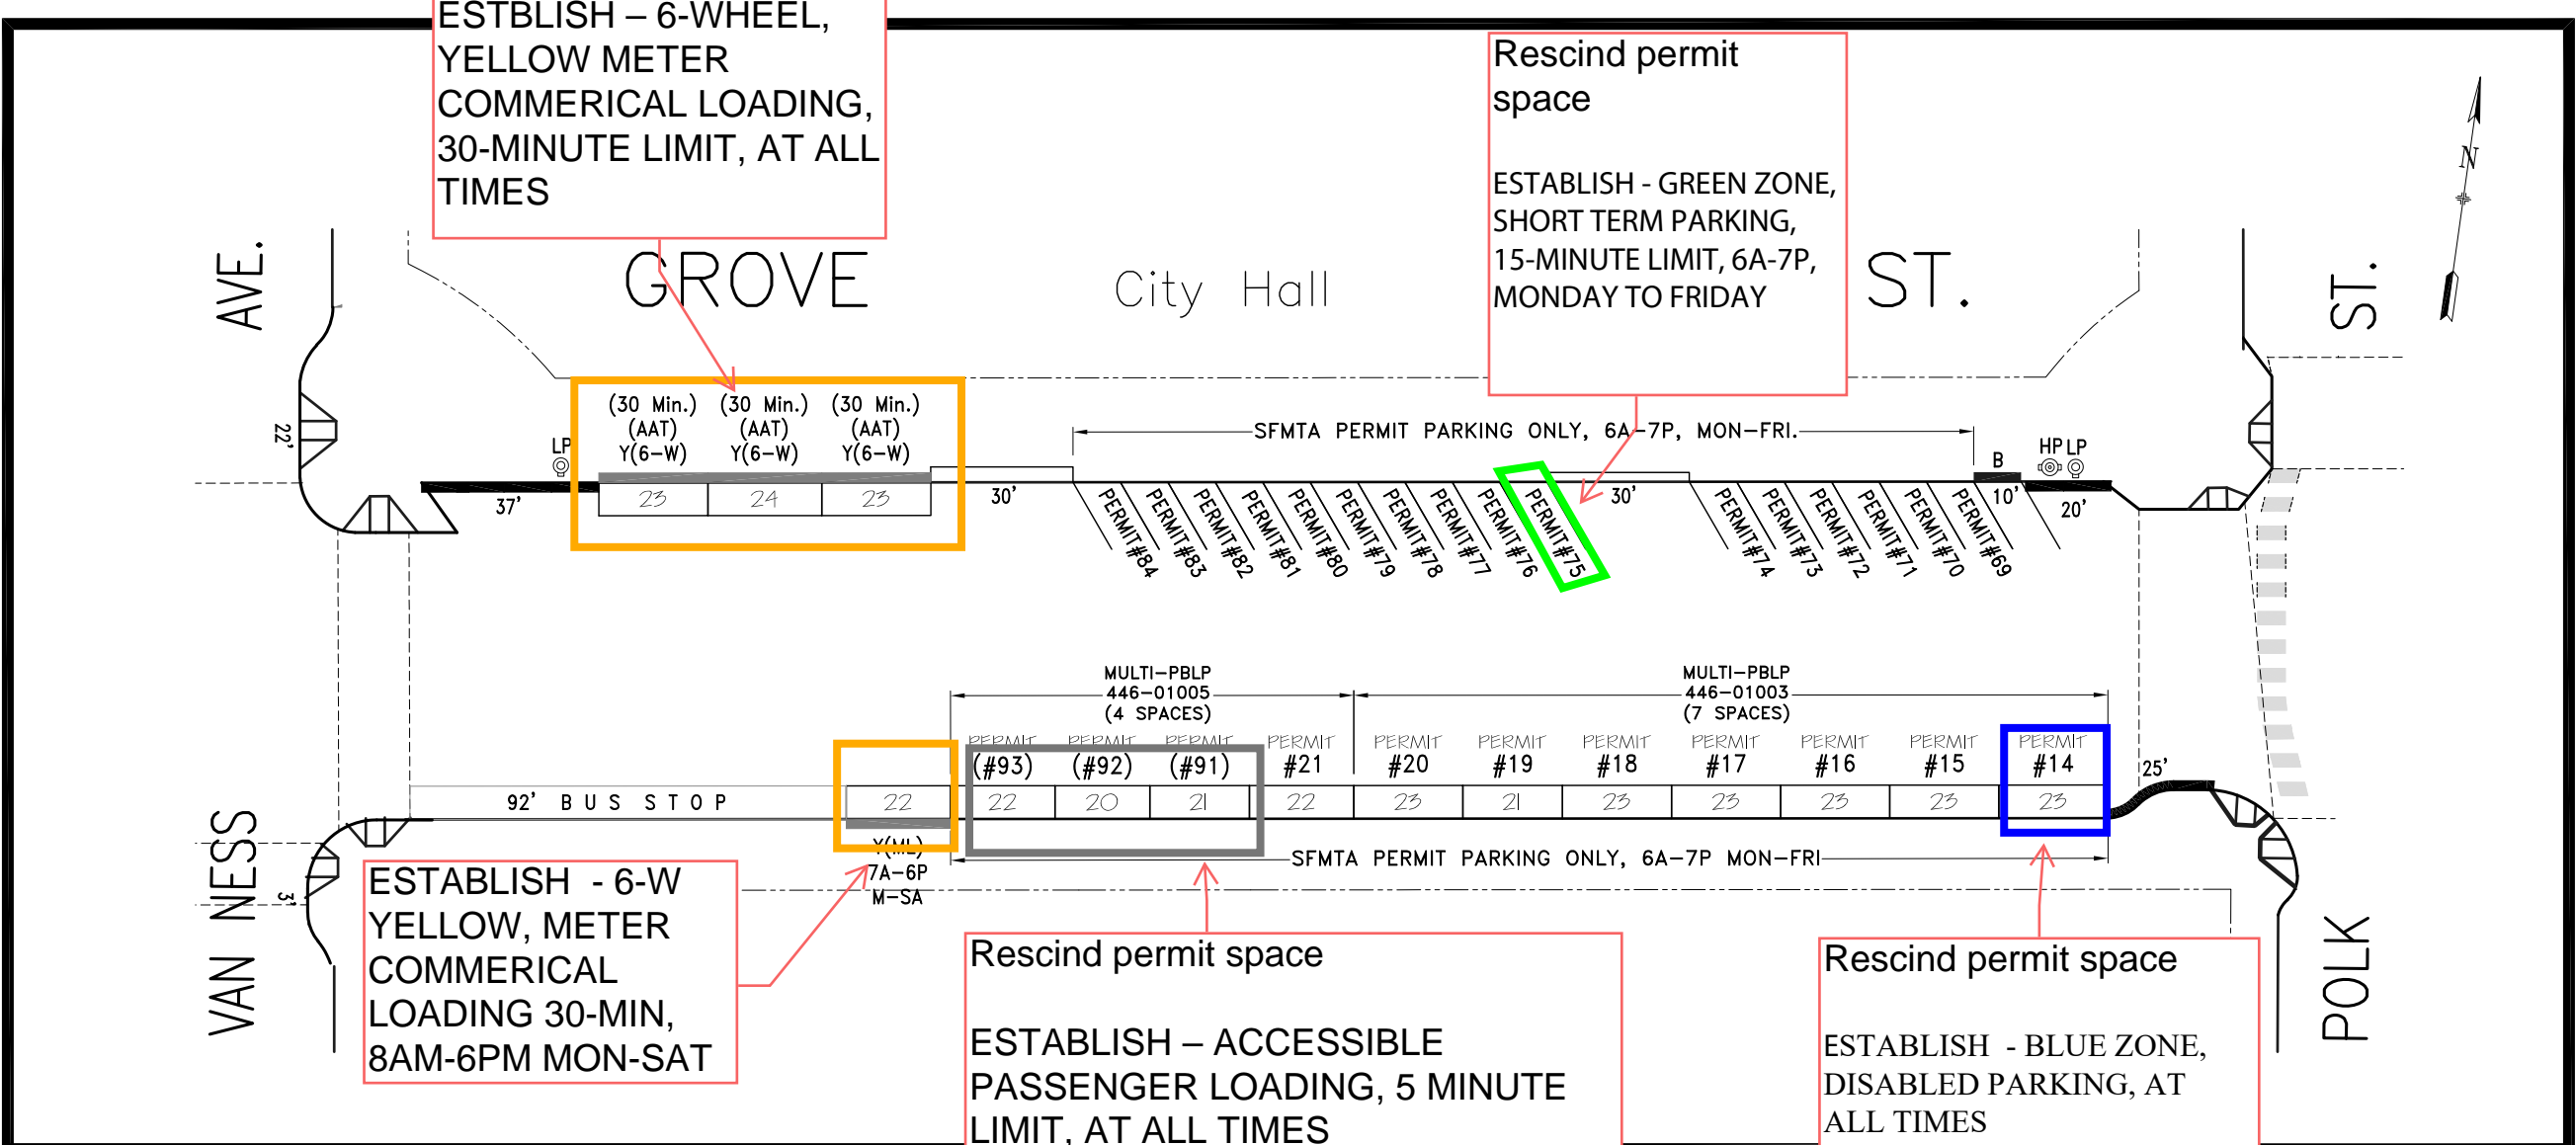 ESTBLISH – 6-WHEEL,
YELLOW METER
COMMERICAL LOADING,
30-MINUTE LIMIT, AT ALL
TIMES
Rescind permit
space
ESTABLISH - GREEN ZONE,
SHORT TERM PARKING,
15-MINUTE LIMIT, 6A-7P,
MONDAY TO FRIDAY
N
AVE.
GROVE
City Hall
ST.
ST.
22'
LP
(30 Min.) (30 Min.) (30 Min.)
(AAT) (AAT) (AAT)
Y(6-W) Y(6-W) Y(6-W)
SFMTA PERMIT PARKING ONLY, 6A-7P, MON-FRI.
B
HP LP
37'
23 24 23
30'
30'
10'
20'
PERMIT#84
PERMIT#83
PERMIT#82
PERMIT#81
PERMIT#80
PERMIT#79
PERMIT#78
PERMIT#77
PERMIT#76
PERMIT#75
PERMIT#74
PERMIT#73
PERMIT#72
PERMIT#71
PERMIT#70
PERMIT#69
MULTI-PBLP
446-01005
(4 SPACES)
MULTI-PBLP
446-01003
(7 SPACES)
PERMIT PERMIT PERMIT PERMIT PERMIT PERMIT PERMIT PERMIT PERMIT PERMIT PERMIT
(#93) (#92) (#91) #21 #20 #19 #18 #17 #16 #15 #14
25'
92' BUS STOP
22 22 20 21 22 23 21 23 23 23 23 23
Y(ML)
7A-6P
M-SA
SFMTA PERMIT PARKING ONLY, 6A-7P MON-FRI
VAN NESS
3'
POLK
ESTABLISH - 6-W
YELLOW, METER
COMMERICAL
LOADING 30-MIN,
8AM-6PM MON-SAT
Rescind permit space
ESTABLISH – ACCESSIBLE
PASSENGER LOADING, 5 MINUTE
LIMIT, AT ALL TIMES
Rescind permit space
ESTABLISH - BLUE ZONE,
DISABLED PARKING, AT
ALL TIMES